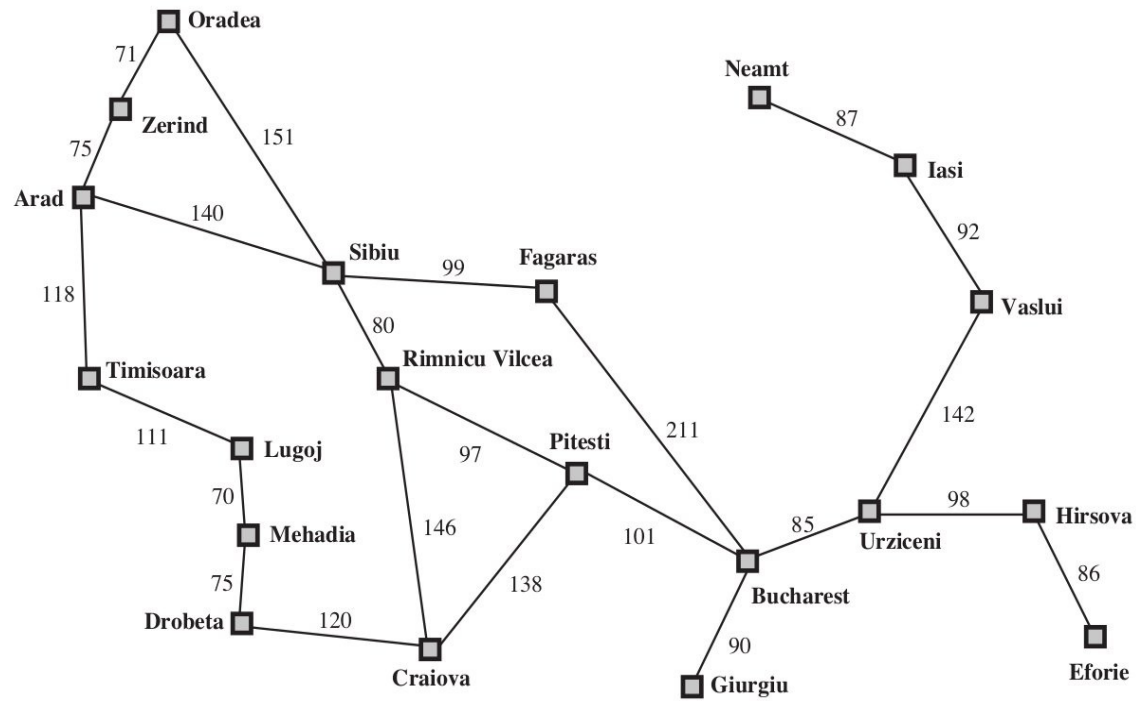 Oradea
71
Neamt
87
Zerind
151
75
Iasi
Arad
140
92
Sibiu
Fagaras
99
118
Vaslui
80
Timisoara
Rimnicu Vilcea
142
111
97
Pitesti
211
Lugoj
70
98
Hirsova
146
101
85
Urziceni
Mehadia
86
75
138
Bucharest
Drobeta
120
90
Craiova
Giurgiu
Eforie